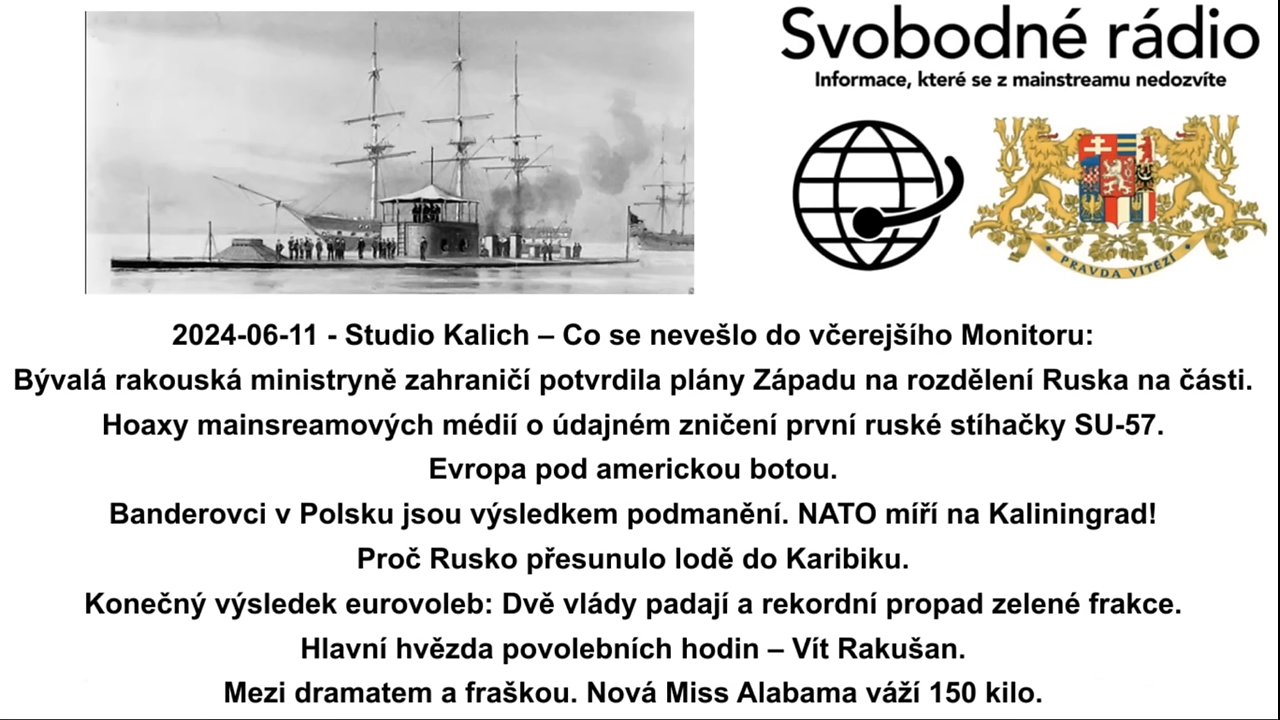 Svobodné rádio
Informace, které se z mainstreamu nedozvíte
PRAVDA VÍTĚZÍ
2024-06-11 - Studio Kalich – Co se nevešlo do včerejšího Monitoru:
Bývalá rakouská ministryně zahraničí potvrdila plány Západu na rozdělení Ruska na části.
Hoaxy mainsreamových médií o údajném zničení první ruské stíhačky SU-57.
Evropa pod americkou botou.
Banderovci v Polsku jsou výsledkem podmanění. NATO míří na Kaliningrad!
Proč Rusko přesunulo lodě do Karibiku.
Konečný výsledek eurovoleb: Dvě vlády padají a rekordní propad zelené frakce.
Hlavní hvězda povolebních hodin – Vít Rakušan.
Mezi dramatem a fraškou. Nová Miss Alabama váží 150 kilo.